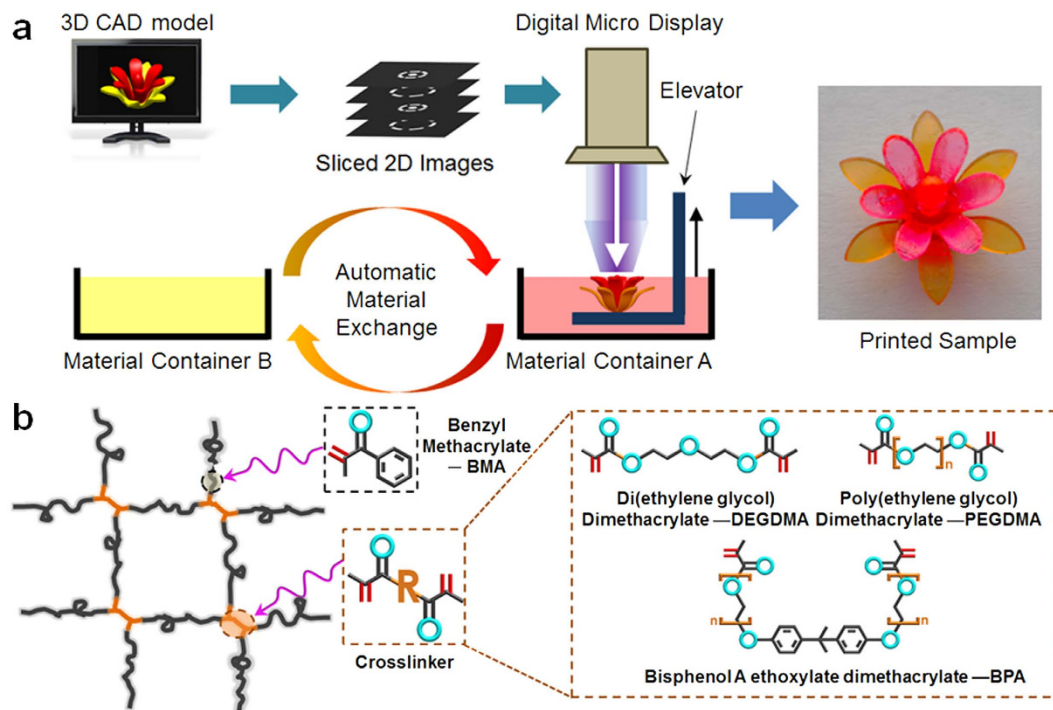 a
3D CAD model
Digital Micro Display
Elevator
Sliced 2D Images
Automatic
Material
Exchange
Material Container B
Material Container A
Printed Sample
b
Benzyl
Methacrylate
— BMA
R
Crosslinker
n
Di(ethylene glycol)
Dimethacrylate —DEGDMA
Poly(ethylene glycol)
Dimethacrylate —PEGDMA
n
n
Bisphenol A ethoxylate dimethacrylate —BPA